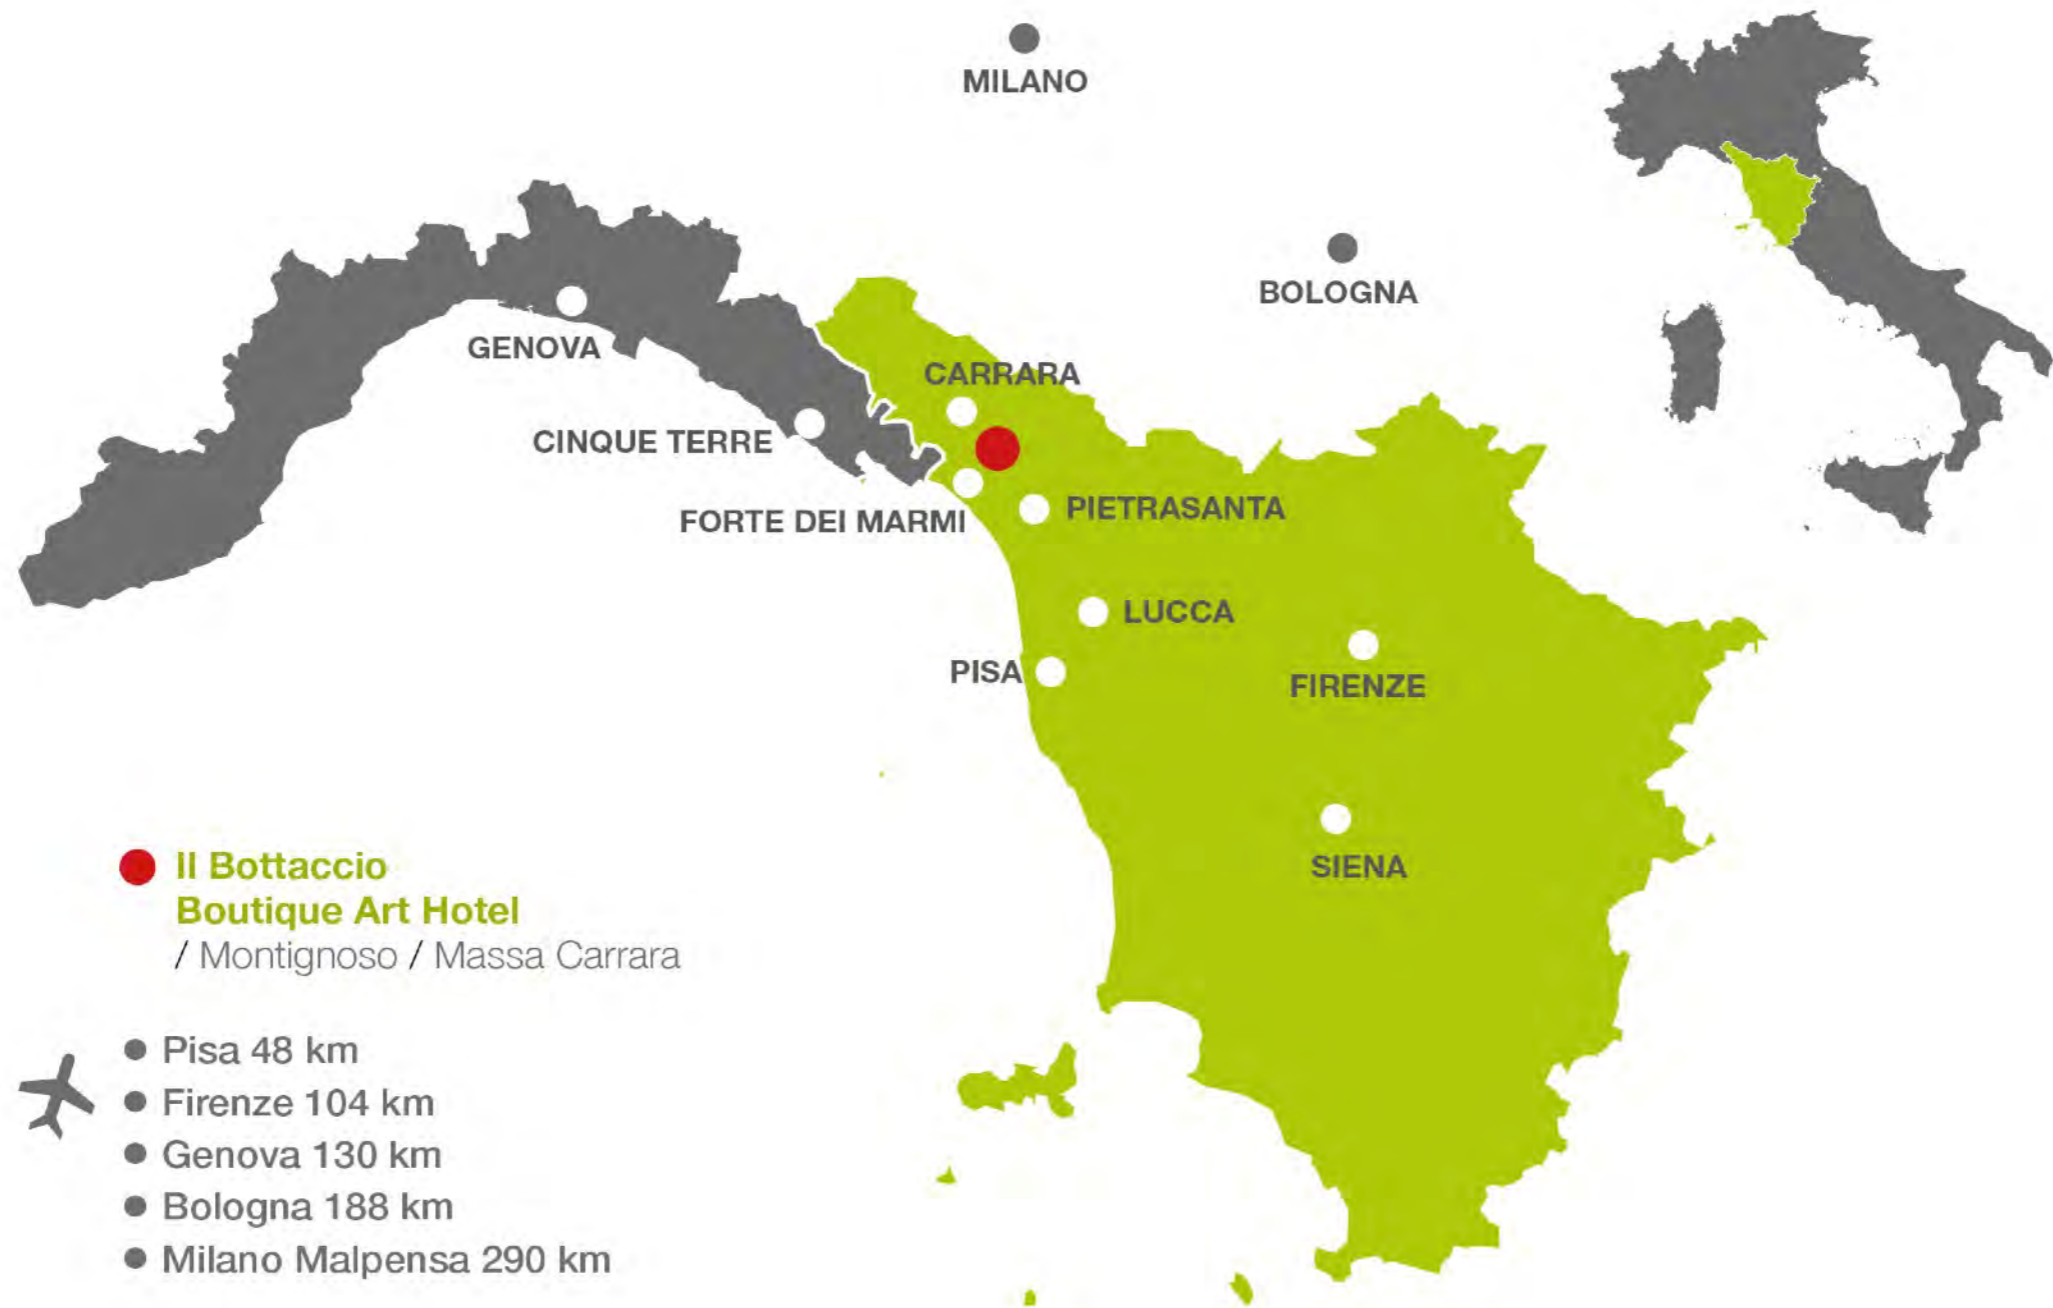 MILANO
BOLOGNA
GENOVA
CARRARA
CINQUE TERRE
FORTE DEI MARMI
PIETRASANTA
LUCCA
PISA
FIRENZE
SIENA
Il Bottaccio
Boutique Art Hotel
/ Montignoso / Massa Carrara
Pisa 48 km
Firenze 104 km
Genova 130 km
Bologna 188 km
Milano Malpensa 290 km